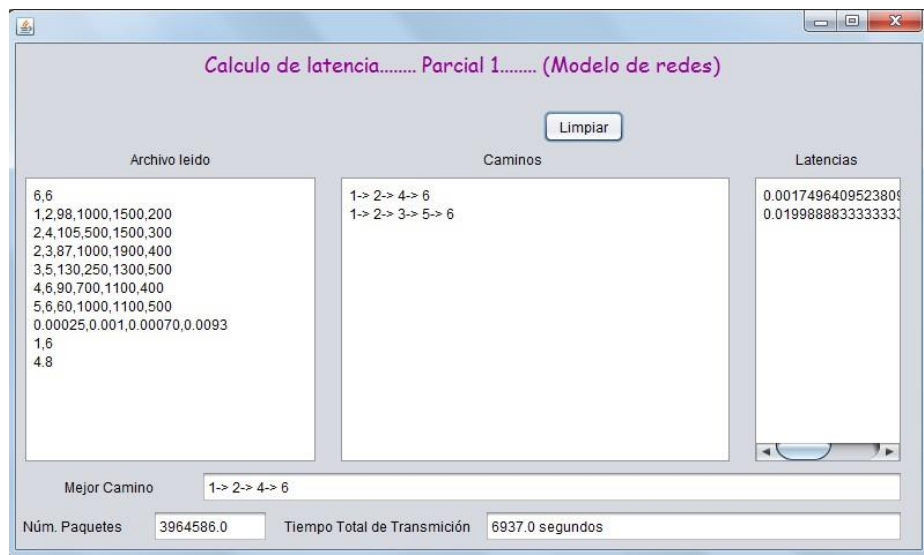 Calculo de latencia........ Parcial 1........ (Modelo de redes)
Limpiar
Archivo leido
6,6
1,2,98,1000,1500,200
2,4,105,500,1500,300
2,3,87,1000,1900,400
3,5,130,250,1300,500
4,6,90,700,1100,400
5,6,60,1000,1100,500
0.00025,0.001,0.00070,0.0093
1,6
4.8
Caminos
1-> 2-> 4-> 6
1-> 2-> 3-> 5-> 6
Latencias
Mejor Camino
1-> 2-> 4-> 6
Núm. Paquetes
3964586.0
Tiempo Total de Transmición
6937.0 segundos